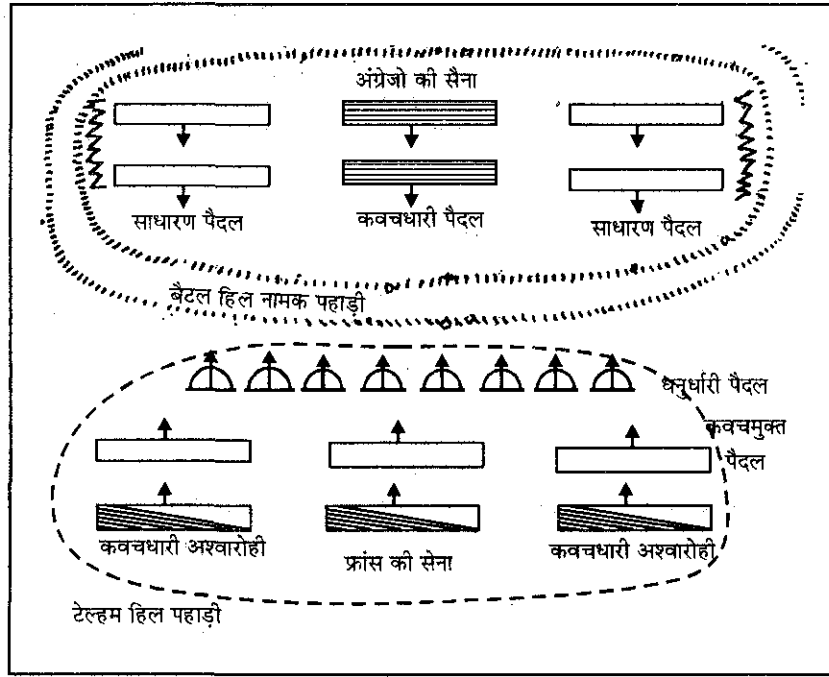 अंग्रेजो की सैना
साधारण पैदल
कवचधारी पैदल
साधारण पैदल
बैटल हिल नामक पहाड़ी
धनुर्धारी पैदल
कवचमुक्त
पैदल
कवचधारी अश्वारोही
फ्रांस की सेना
कवचधारी अश्वारोही
टेल्हम हिल पहाड़ी